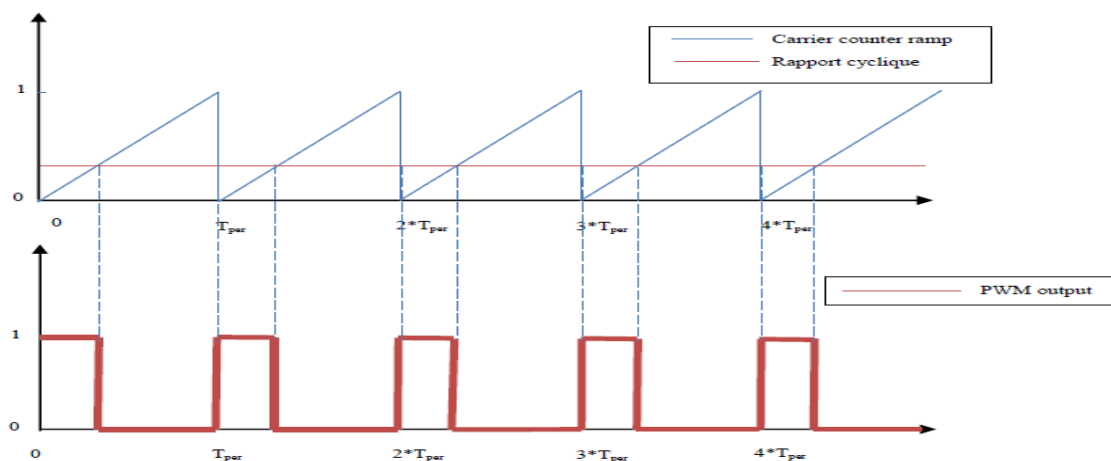 Carrier counter ramp
Rapport cyclique
1
0
0 Tper 2*Tper 3*Tper 4*Tper
PWM output
1
0
0 Tper 2*Tper 3*Tper 4*Tper